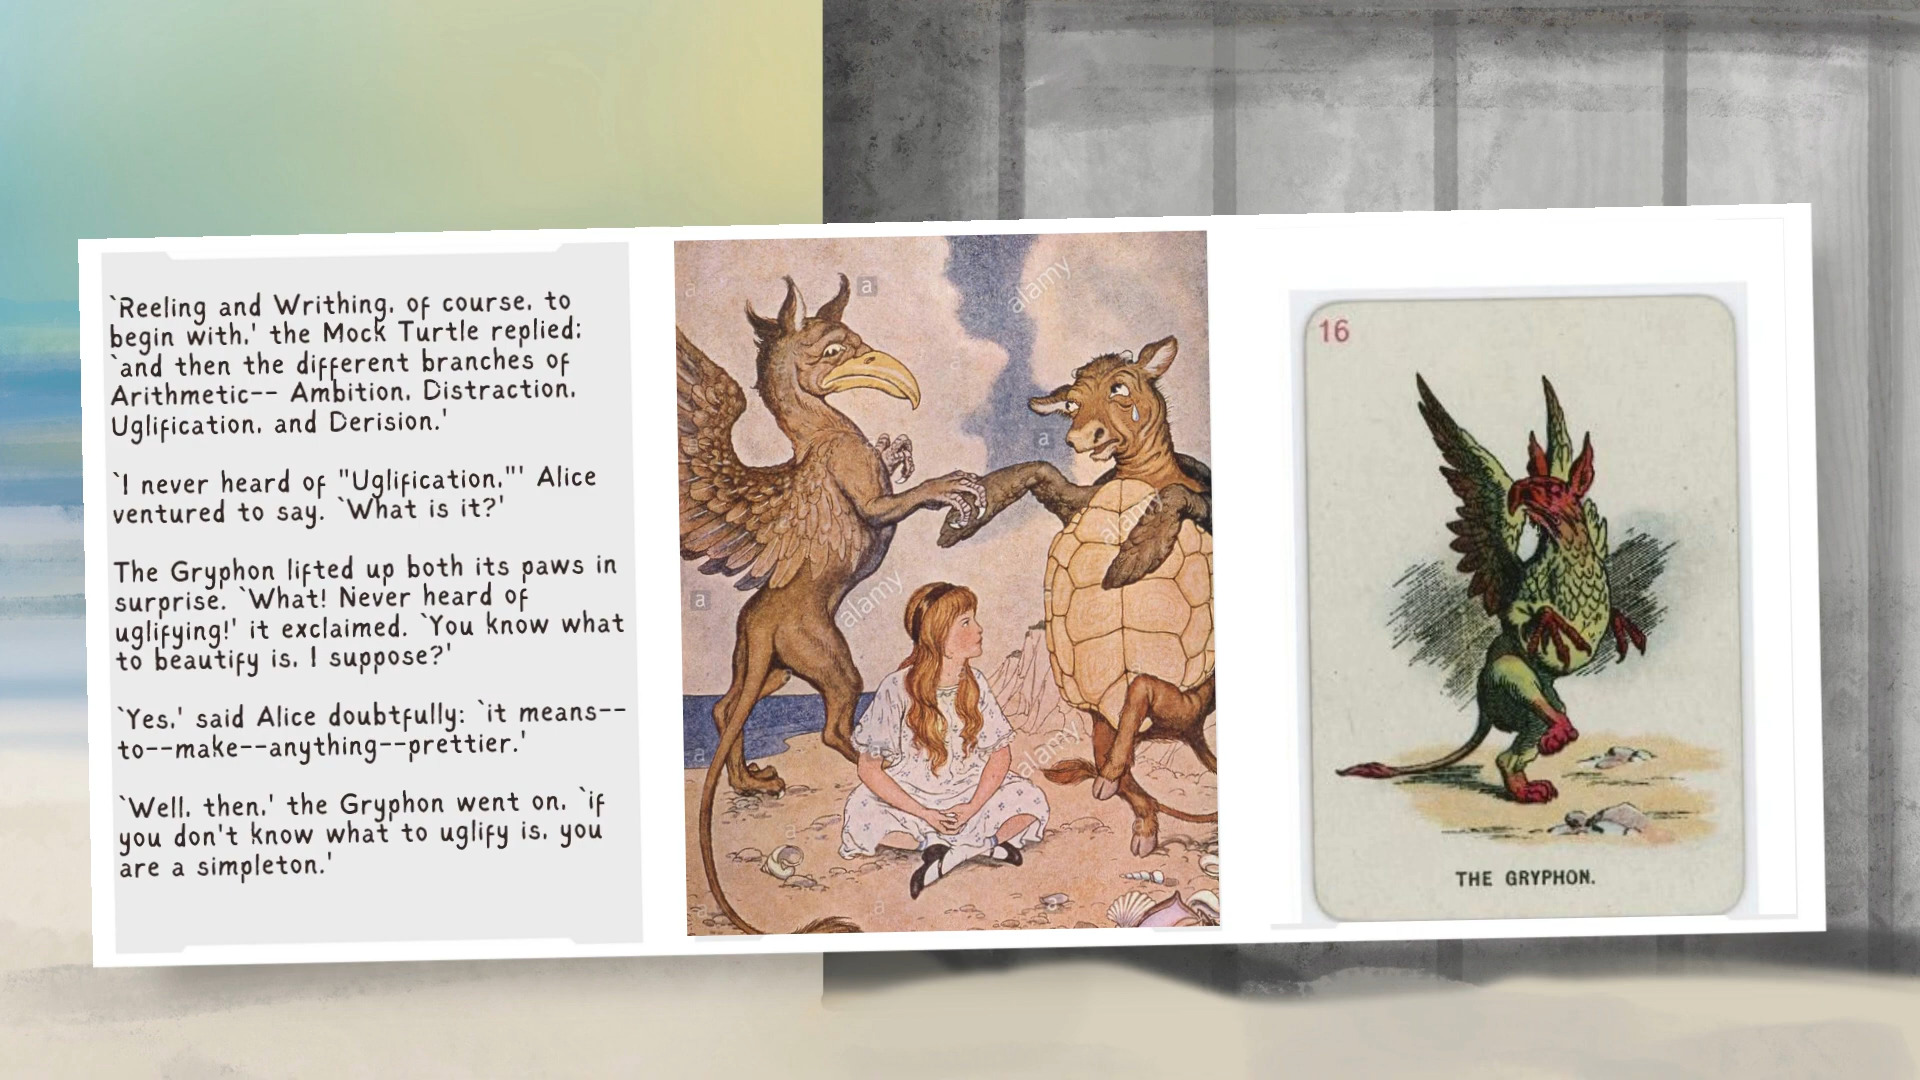 `Reeling and Writhing, of course, to
begin with,' the Mock Turtle replied;
`and then the different branches of
Arithmetic-- Ambition, Distraction,
Uglification, and Derision.'
`I never heard of "Uglification,"' Alice
ventured to say. `What is it?'
The Gryphon lifted up both its paws in
surprise. `What! Never heard of
uglifying!' it exclaimed. `You know what
to beautify is, I suppose?'
`Yes,' said Alice doubtfully: `it means--
to--make--anything--prettier.'
`Well, then,' the Gryphon went on, `if
you don't know what to uglify is, you
are a simpleton.'
a
alamy
a
a
alamy
alamy
a
a
alamy
a
a
a
a
16
THE GRYPHON.